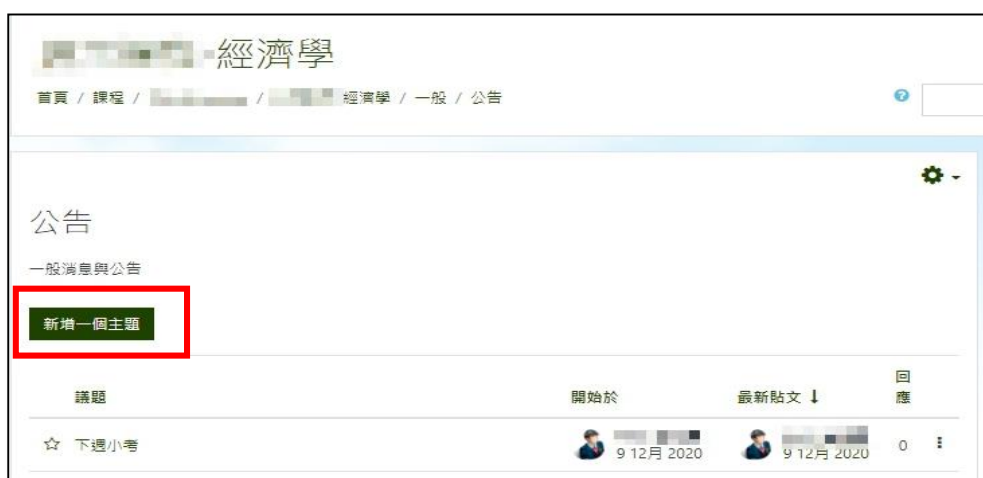 -經濟學
首頁 / 課程 / / 經濟學 / 一般 / 公告
公告
一般消息與公告
新增一個主題
議題 開始於 最新貼文 回應
下週小考 9 12月 2020 9 12月 2020 0